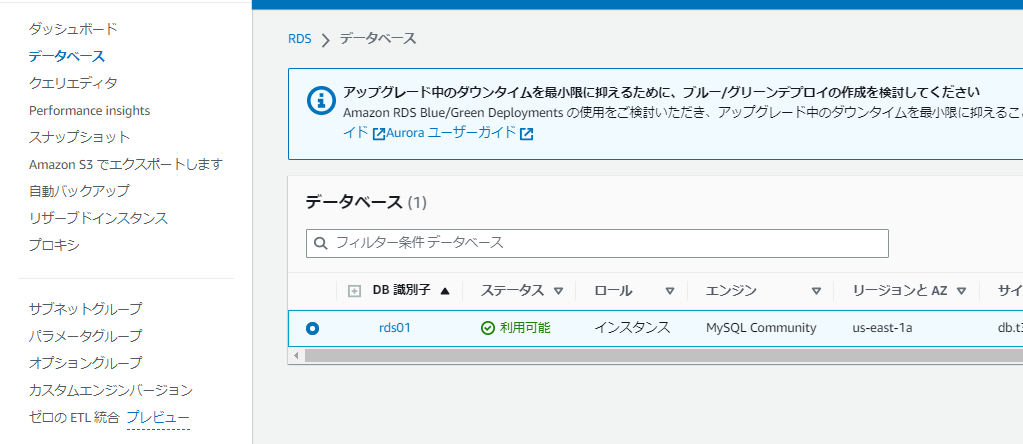 ダッシュボード
データベース
クエリエディタ
Performance insights
スナップショット
Amazon S3 でエクスポートします
自動バックアップ
リザーブドインスタンス
プロキシ
サブネットグループ
パラメータグループ
オプショングループ
カスタムエンジンバージョン
ゼロの ETL 統合 プレビュー
RDS > データベース
アップグレード中のダウンタイムを最小限に抑えるために、ブルー/グリーンデプロイの作成を検討してください
Amazon RDS Blue/Green Deployments の使用をご検討いただき、アップグレード中のダウンタイムを最小限に抑えるこ
イド Aurora ユーザーガイド
データベース (1)
フィルター条件 データベース
DB 識別子 ステータス ロール エンジン リージョンと AZ サイ
rds01 利用可能 インスタンス MySQL Community us-east-1a db.t3